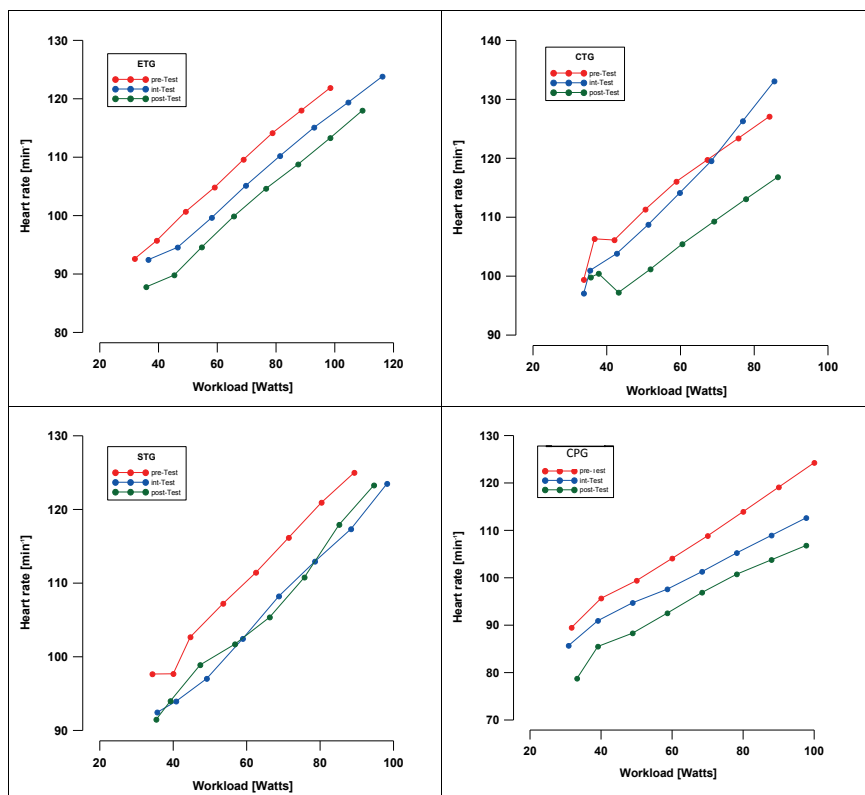 ETG
pre-Test
int-Test
post-Test
130
120
110
100
90
80
Heart rate [min⁻¹]
20 40 60 80 100 120
Workload [Watts]
CTG
pre-Test
int-Test
post-Test
140
130
120
110
100
90
Heart rate [min⁻¹]
20 40 60 80 100
Workload [Watts]
STG
pre-Test
int-Test
post-Test
130
120
110
100
90
Heart rate [min⁻¹]
20 40 60 80 100
Workload [Watts]
CPG
pre-Test
int-Test
post-Test
130
120
110
100
90
80
70
Heart rate [min⁻¹]
20 40 60 80 100
Workload [Watts]